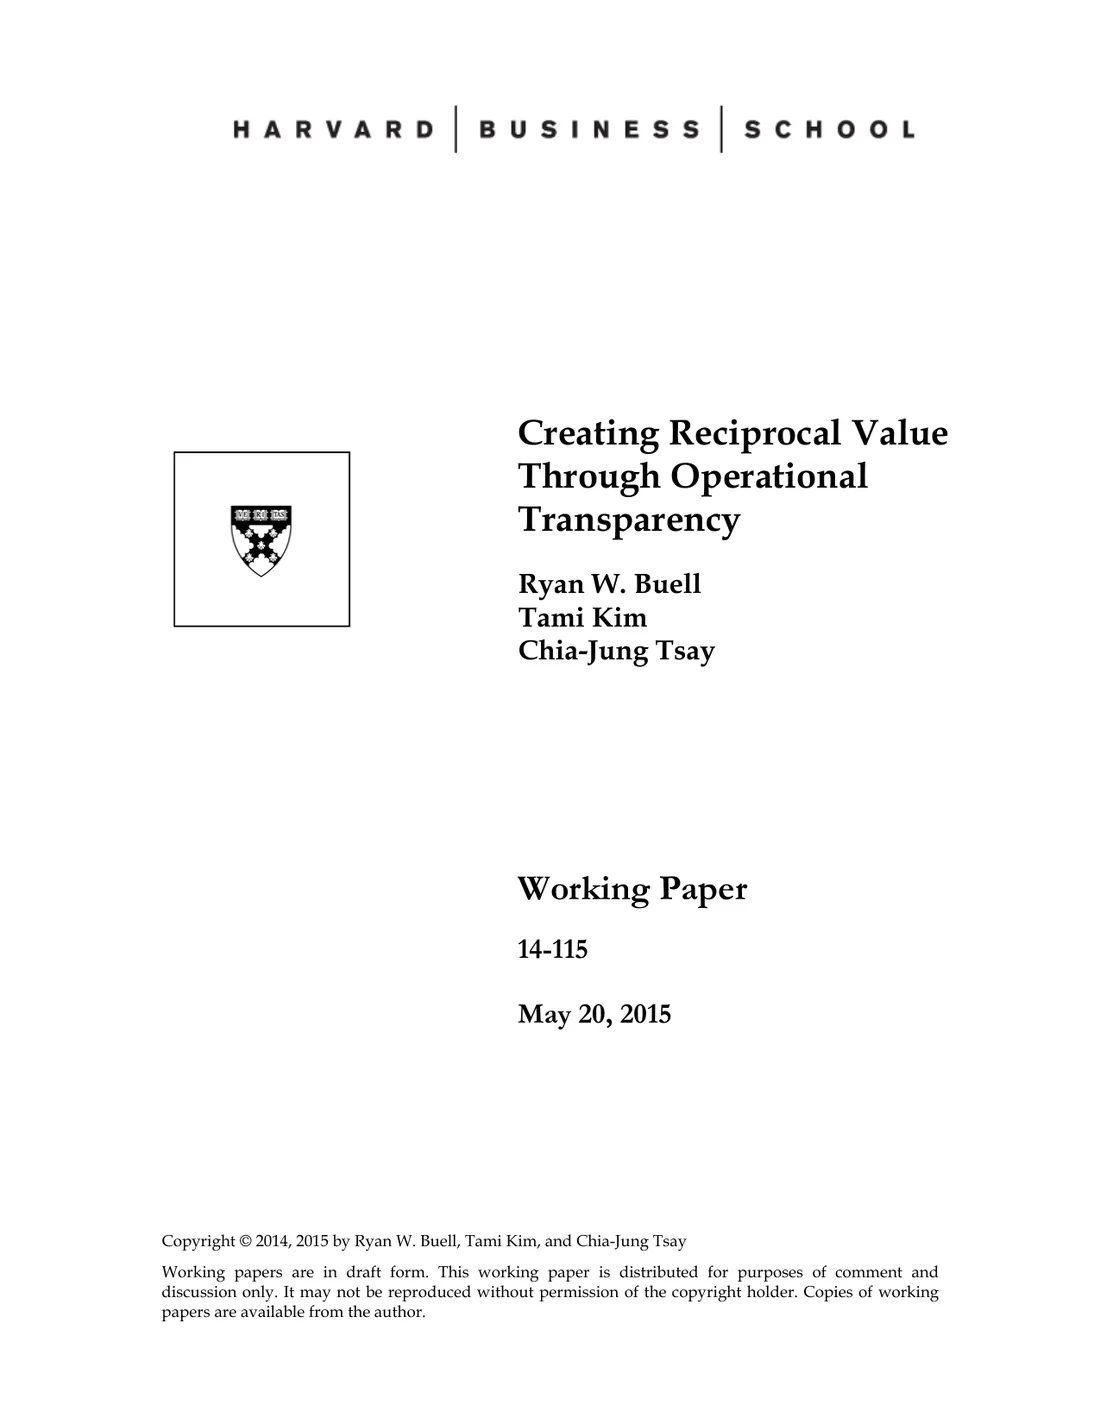 HARVARD | BUSINESS | SCHOOL
Creating Reciprocal Value
Through Operational
Transparency
VE RI TAS
Ryan W. Buell
Tami Kim
Chia-Jung Tsay
Working Paper
14-115
May 20, 2015
Copyright © 2014, 2015 by Ryan W. Buell, Tami Kim, and Chia-Jung Tsay
Working papers are in draft form. This working paper is distributed for purposes of comment and
discussion only. It may not be reproduced without permission of the copyright holder. Copies of working
papers are available from the author.